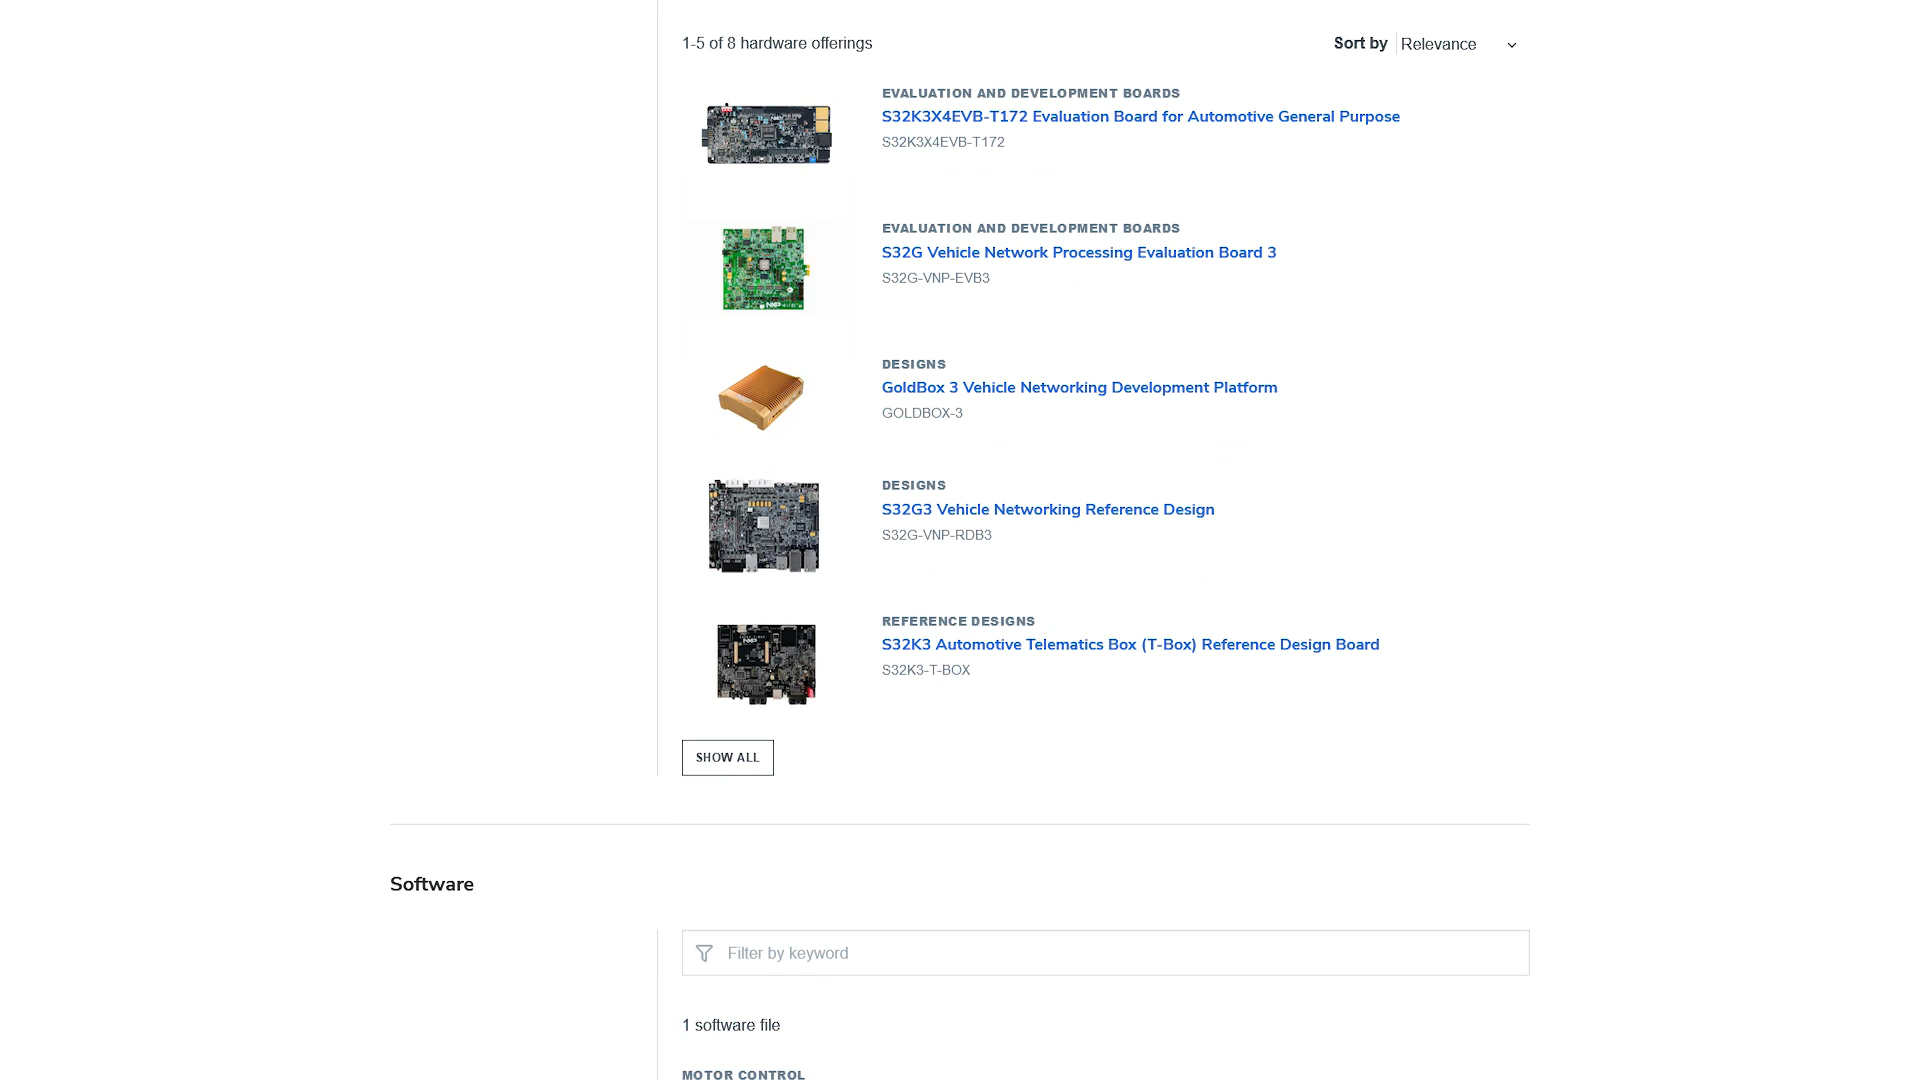 1-5 of 8 hardware offerings
Sort by Relevance
EVALUATION AND DEVELOPMENT BOARDS
S32K3X4EVB-T172 Evaluation Board for Automotive General Purpose
S32K3X4EVB-T172
EVALUATION AND DEVELOPMENT BOARDS
S32G Vehicle Network Processing Evaluation Board 3
S32G-VNP-EVB3
DESIGNS
GoldBox 3 Vehicle Networking Development Platform
GOLDBOX-3
DESIGNS
S32G3 Vehicle Networking Reference Design
S32G-VNP-RDB3
REFERENCE DESIGNS
S32K3 Automotive Telematics Box (T-Box) Reference Design Board
S32K3-T-BOX
SHOW ALL
Software
Filter by keyword
1 software file
MOTOR CONTROL